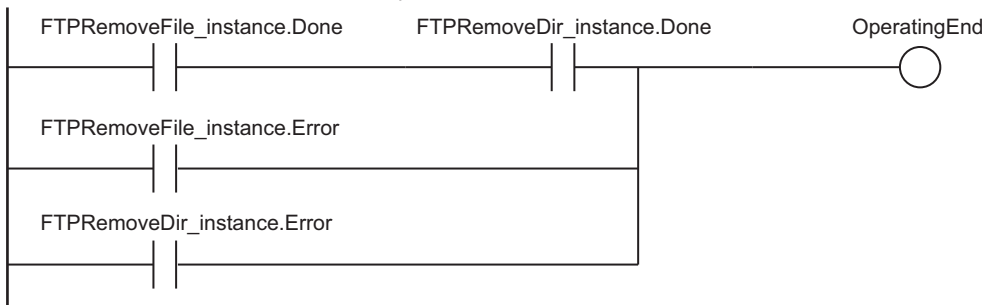 FTPRemoveFile_instance.Done FTPRemoveDir_instance.Done OperatingEnd
FTPRemoveFile_instance.Error
FTPRemoveDir_instance.Error